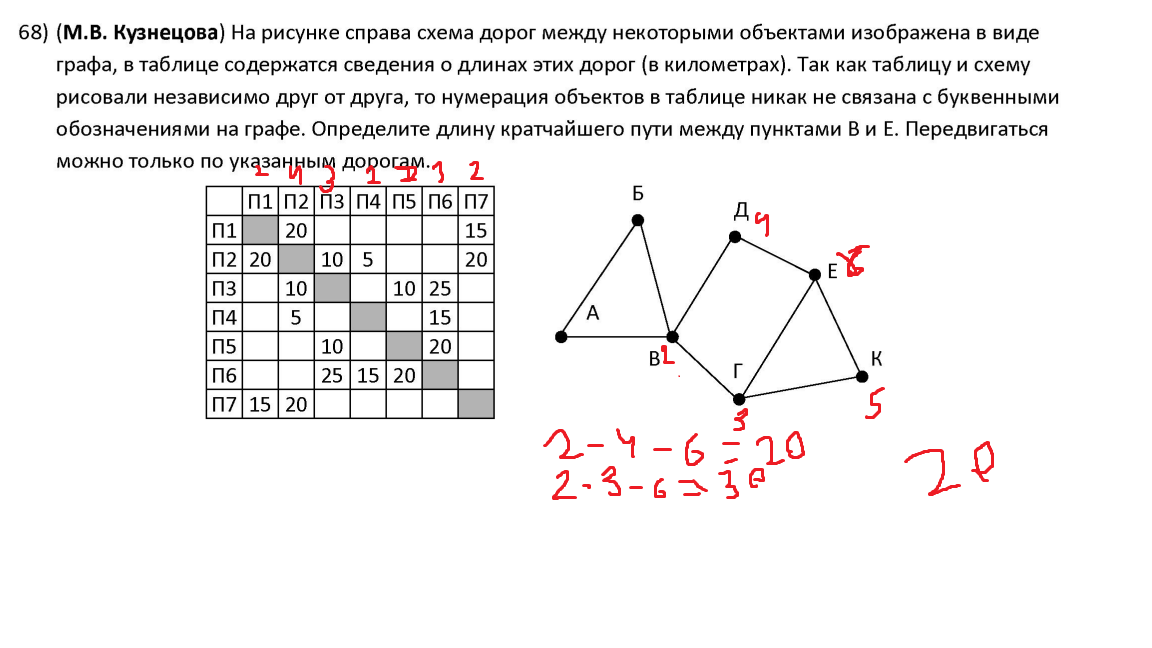 68) (М.В. Кузнецова) На рисунке справа схема дорог между некоторыми объектами изображена в виде
графа, в таблице содержатся сведения о длинах этих дорог (в километрах). Так как таблицу и схему
рисовали независимо друг от друга, то нумерация объектов в таблице никак не связана с буквенными
обозначениями на графе. Определите длину кратчайшего пути между пунктами В и Е. Передвигаться
можно только по указанным дорогам.
2 4 3 2 2 3 2
П1 П2 П3 П4 П5 П6 П7
П1 20 15
П2 20 10 5 20
П3 10 10 25
П4 5 15
П5 10 20
П6 25 15 20
П7 15 20
Б
Д 4
Е
А
В 2
Г
К
3
5
2 - 4 - 6 = 20
2 - 3 - 6 = 30
20